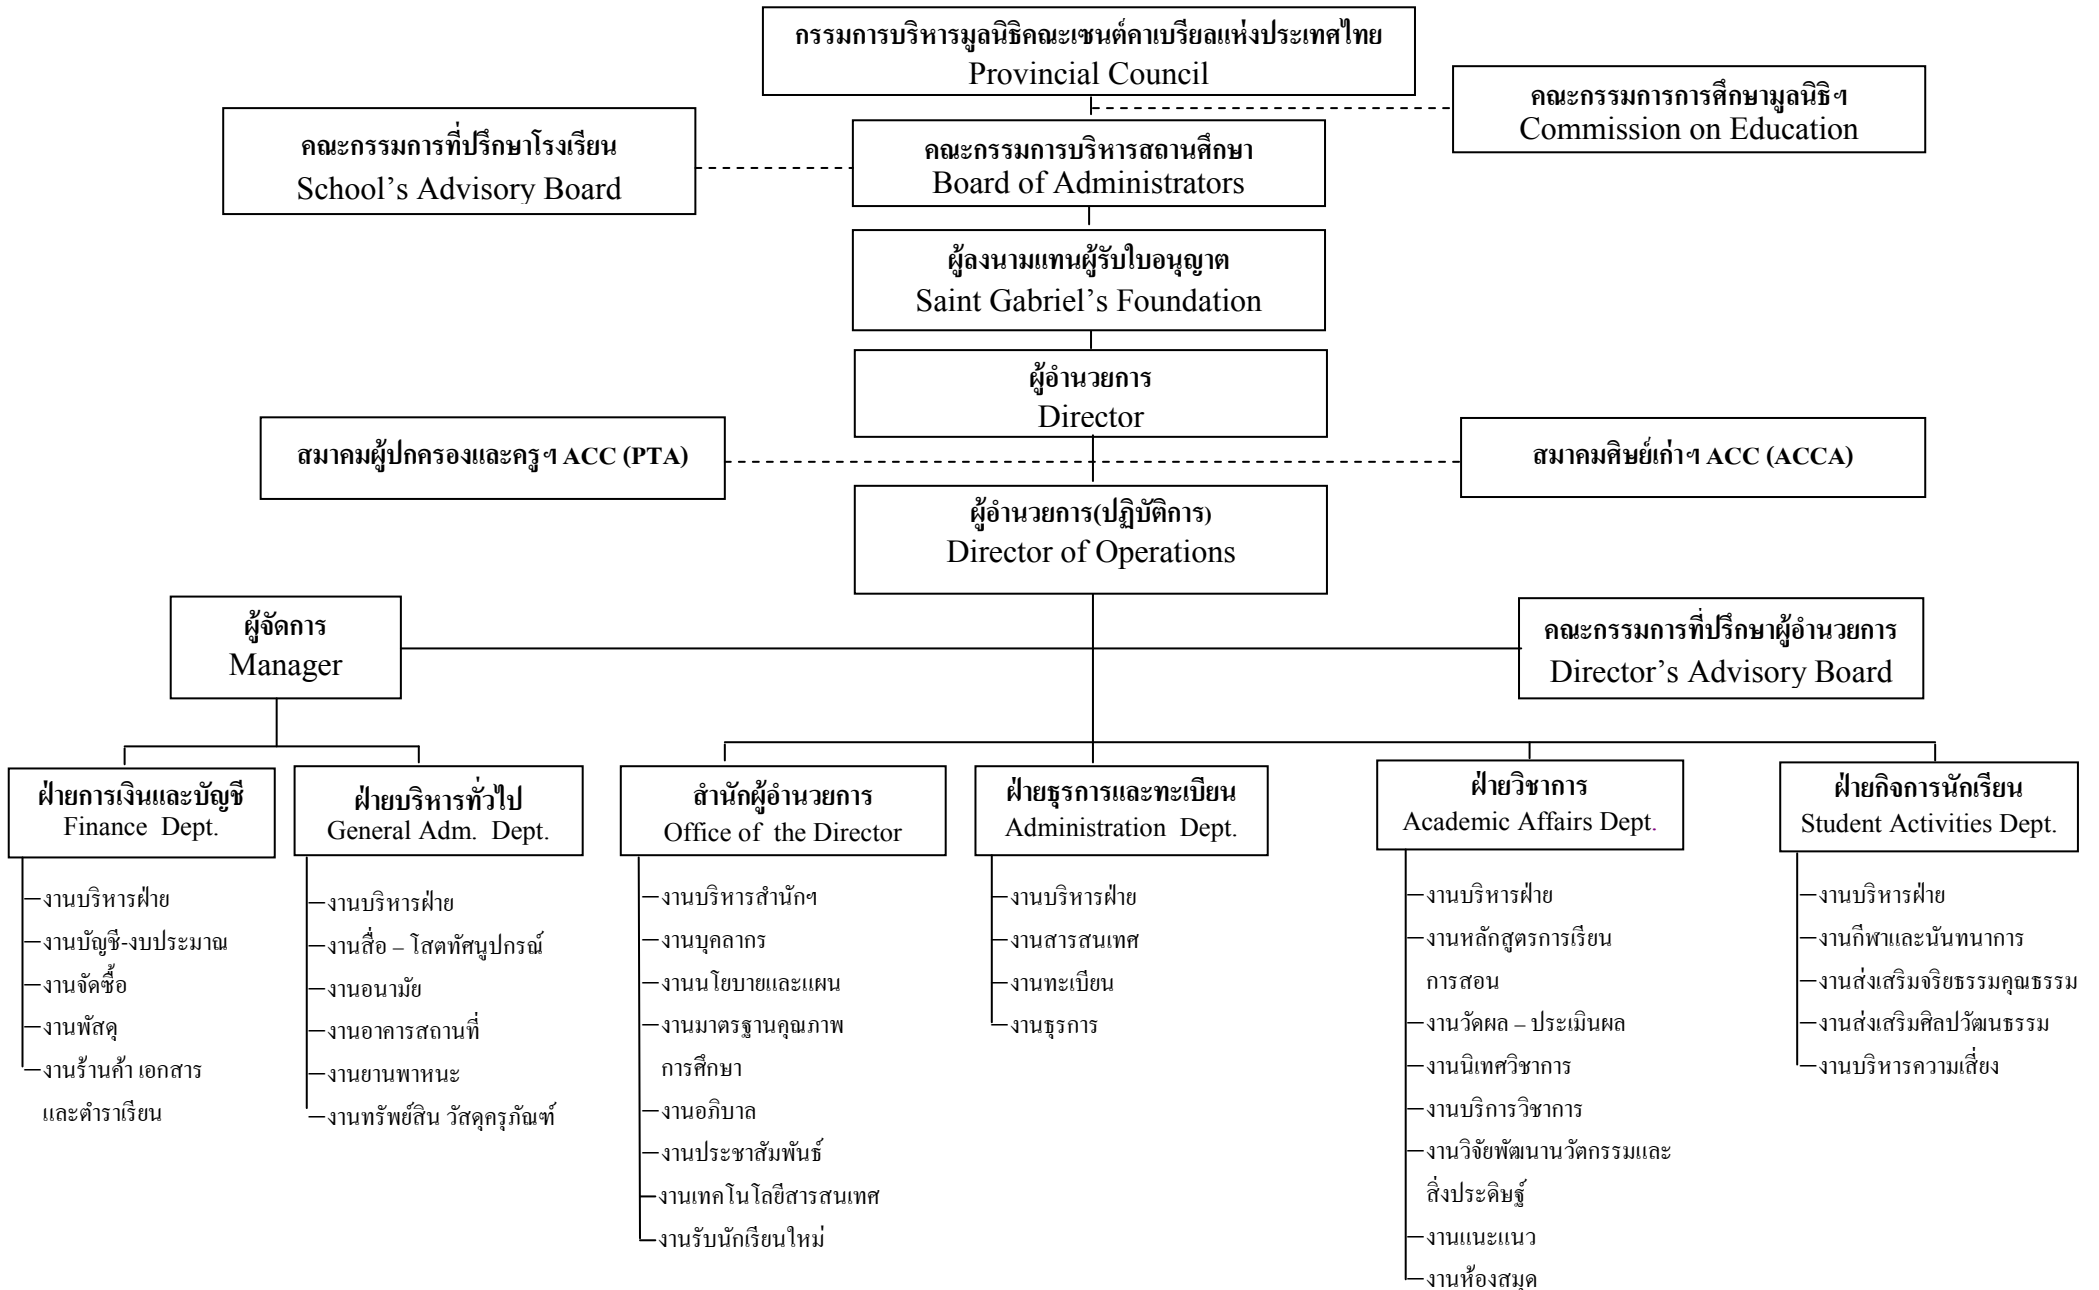 กรรมการบริหารมูลนิธิคณะเซนต์คาเบรียลแห่งประเทศไทย
Provincial Council
คณะกรรมการการศึกษามูลนิธิฯ
Commission on Education
คณะกรรมการที่ปรึกษาโรงเรียน
School’s Advisory Board
คณะกรรมการบริหารสถานศึกษา
Board of Administrators
ผู้ลงนามแทนผู้รับใบอนุญาต
Saint Gabriel’s Foundation
ผู้อำนวยการ
Director
สมาคมผู้ปกครองและครูฯ ACC (PTA)
สมาคมศิษย์เก่าฯ ACC (ACCA)
ผู้อำนวยการ(ปฏิบัติการ)
Director of Operations
ผู้จัดการ
Manager
คณะกรรมการที่ปรึกษาผู้อำนวยการ
Director’s Advisory Board
ฝ่ายการเงินและบัญชี
Finance Dept.
งานบริหารฝ่าย
งานบัญชี-งบประมาณ
งานจัดซื้อ
งานพัสดุ
งานร้านค้า เอกสาร
และตำราเรียน
ฝ่ายบริหารทั่วไป
General Adm. Dept.
งานบริหารฝ่าย
งานสื่อ – โสตทัศนูปกรณ์
งานอนามัย
งานอาคารสถานที่
งานยานพาหนะ
งานทรัพย์สิน วัสดุครุภัณฑ์
สำนักผู้อำนวยการ
Office of the Director
งานบริหารสำนักฯ
งานบุคลากร
งานนโยบายและแผน
งานมาตรฐานคุณภาพ
การศึกษา
งานอภิบาล
งานประชาสัมพันธ์
งานเทคโนโลยีสารสนเทศ
งานรับนักเรียนใหม่
ฝ่ายธุรการและทะเบียน
Administration Dept.
งานบริหารฝ่าย
งานสารสนเทศ
งานทะเบียน
งานธุรการ
ฝ่ายวิชาการ
Academic Affairs Dept.
งานบริหารฝ่าย
งานหลักสูตรการเรียน
การสอน
งานวัดผล – ประเมินผล
งานนิเทศวิชาการ
งานบริการวิชาการ
งานวิจัยพัฒนานวัตกรรมและ
สิ่งประดิษฐ์
งานแนะแนว
งานห้องสมุด
ฝ่ายกิจการนักเรียน
Student Activities Dept.
งานบริหารฝ่าย
งานกีฬาและนันทนาการ
งานส่งเสริมจริยธรรมคุณธรรม
งานส่งเสริมศิลปวัฒนธรรม
งานบริหารความเสี่ยง